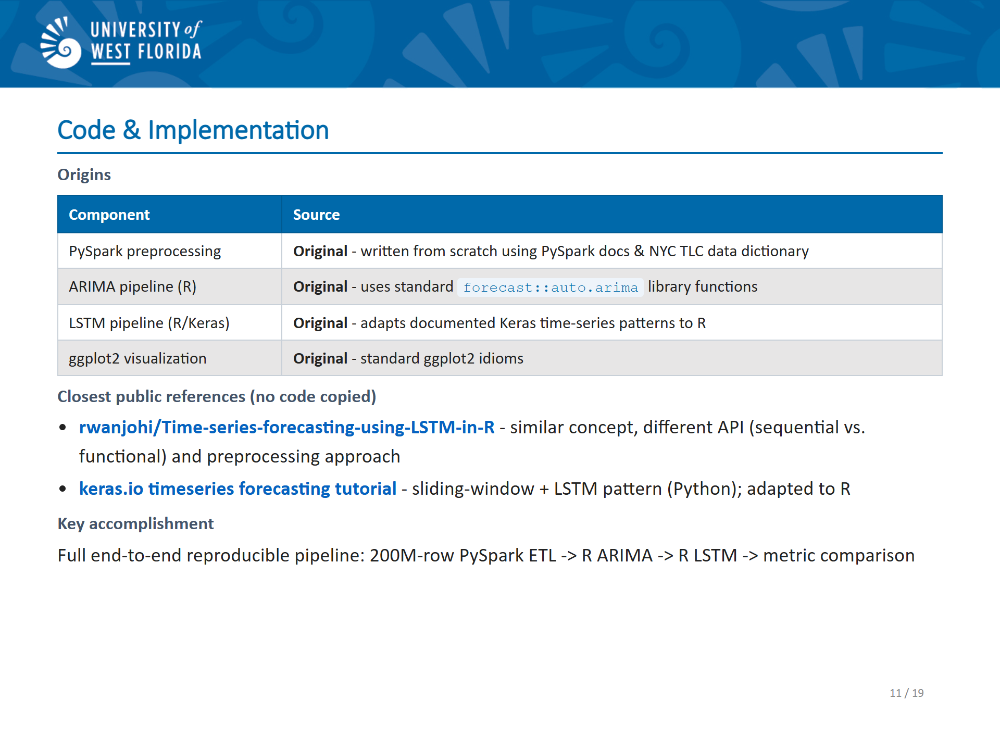 UNIVERSITY of
WEST FLORIDA
Code & Implementation
Origins
Component Source
PySpark preprocessing Original - written from scratch using PySpark docs & NYC TLC data dictionary
ARIMA pipeline (R) Original - uses standard forecast::auto.arima library functions
LSTM pipeline (R/Keras) Original - adapts documented Keras time-series patterns to R
ggplot2 visualization Original - standard ggplot2 idioms
Closest public references (no code copied)
• rwanjohi/Time-series-forecasting-using-LSTM-in-R - similar concept, different API (sequential vs.
functional) and preprocessing approach
• keras.io timeseries forecasting tutorial - sliding-window + LSTM pattern (Python); adapted to R
Key accomplishment
Full end-to-end reproducible pipeline: 200M-row PySpark ETL -> R ARIMA -> R LSTM -> metric comparison
11 / 19